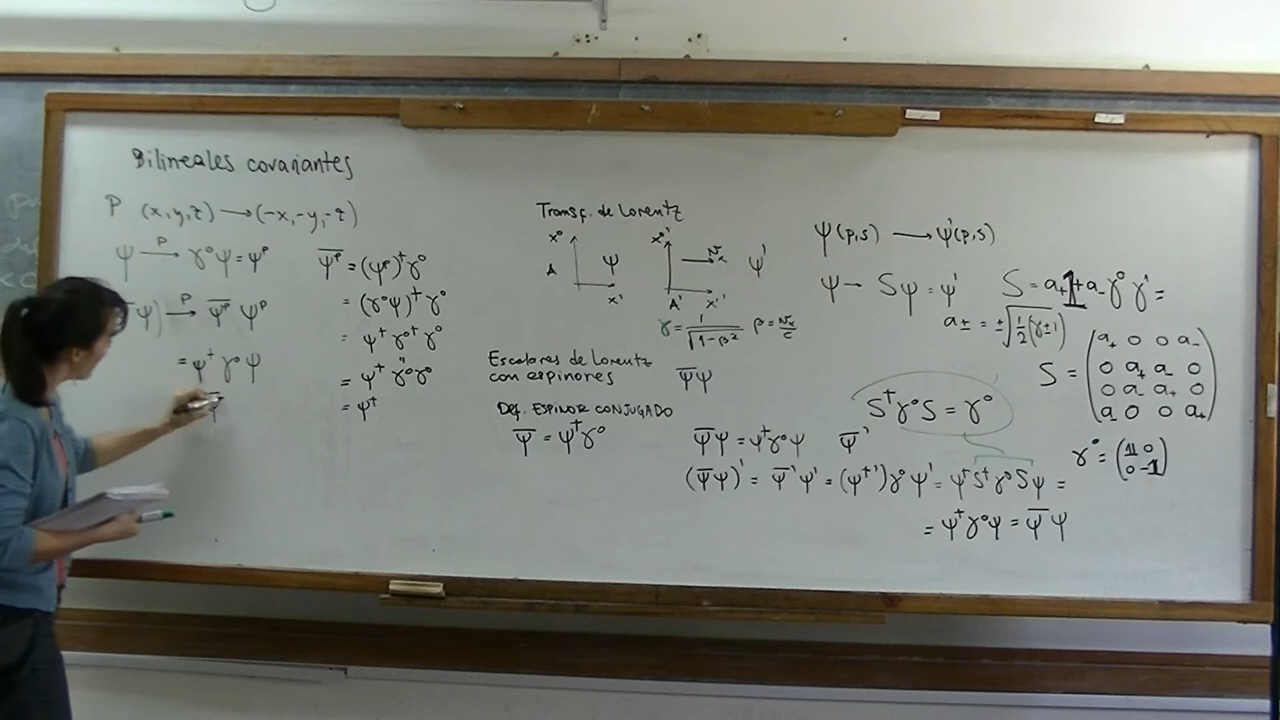 Bilineales covariantes
P (x,y,z) → (-x,-y,-z)
ψ →^P γ⁰ψ = ψᴾ
ψ) →^P ψ̅ᴾ ψᴾ
= ψ† γ⁰ ψ
ψ̅
ψ̅ᴾ = (ψᴾ)† γ⁰
= (γ⁰ψ)† γ⁰
= ψ† γ⁰† γ⁰
= ψ† γ⁰γ⁰
= ψ†
Transf. de Lorentz
x⁰ A ψ x¹
x⁰' A' x¹' ψ'
γ = 1/√(1-β²) β = v_x/c
Escalares de Lorentz
con espinores ψ̅ψ
Def. ESPINOR CONJUGADO
ψ̅ = ψ†γ⁰
ψ(p,s) → ψ'(p,s)
ψ → Sψ = ψ' S = a₊1 + a₋γ⁰γ¹ =
a± = ±√(½(γ±1))
S = (a₊ 0 0 a₋
0 a₊ a₋ 0
0 a₋ a₊ 0
a₋ 0 0 a₊)
S†γ⁰S = γ⁰
γ⁰ = (1 0
0 -1)
ψ̅ψ = ψ†γ⁰ψ ψ̅'
(ψ̅ψ)' = ψ̅'ψ' = (ψ†')γ⁰ψ' = ψ†S†γ⁰Sψ =
= ψ†γ⁰ψ = ψ̅ψ